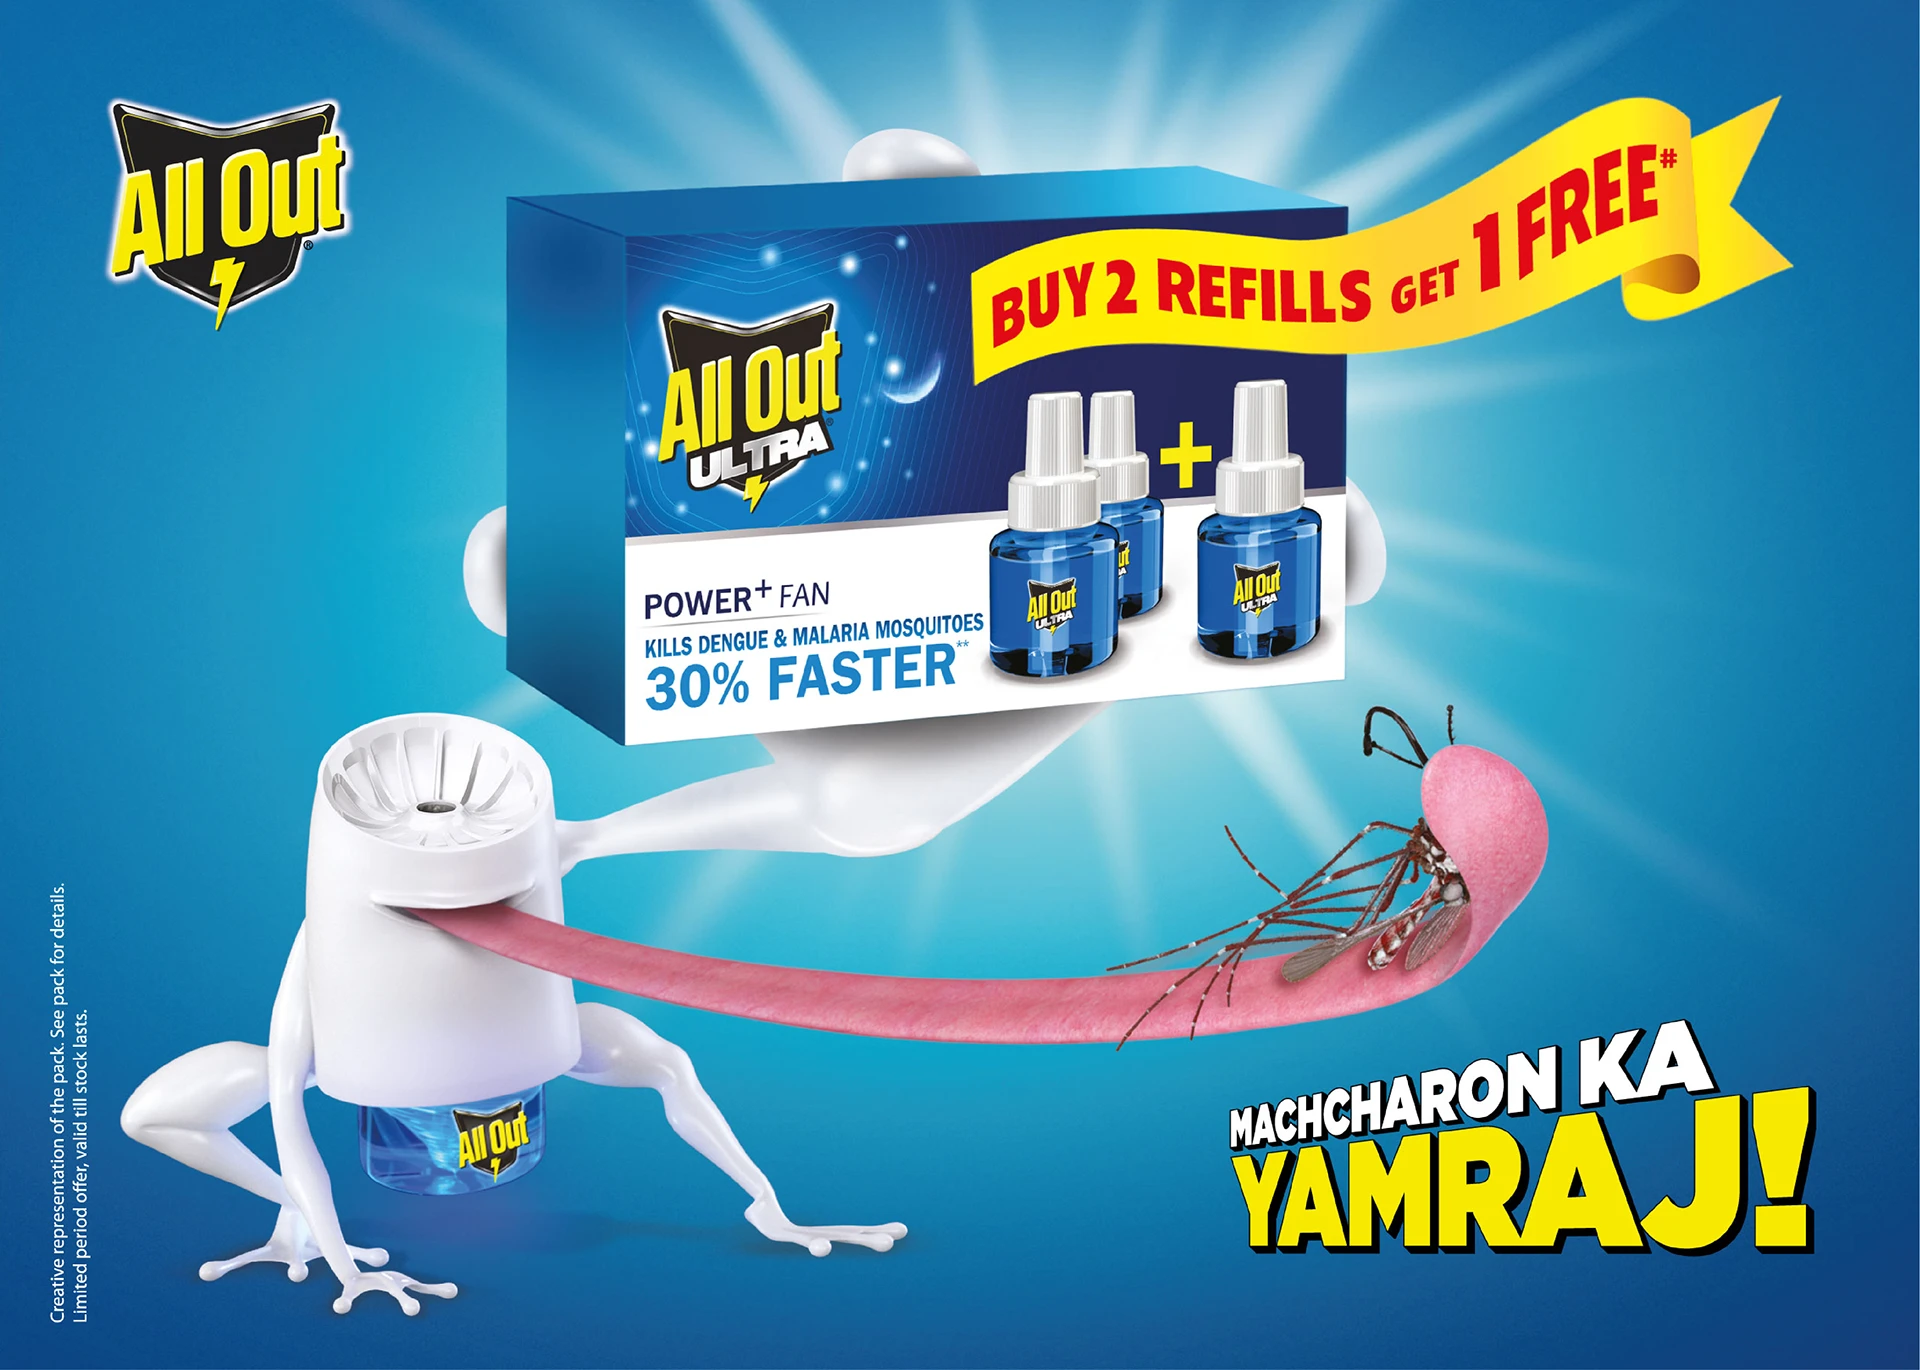 All Out
BUY 2 REFILLS GET 1 FREE#
All Out
ULTRA
POWER+ FAN
KILLS DENGUE & MALARIA MOSQUITOES
30% FASTER**
All Out
ULTRA
All Out
ULTRA
All Out
MACHCHARON KA
YAMRAJ!
Creative representation of the pack. See pack for details.
Limited period offer, valid till stock lasts.